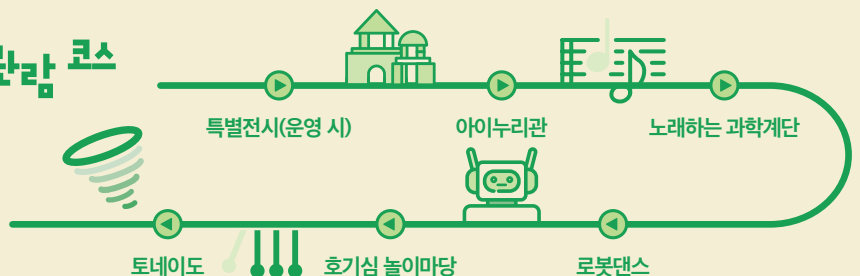 관람 코스
특별전시(운영 시)
아이누리관
노래하는 과학계단
로봇댄스
호기심 놀이마당
토네이도